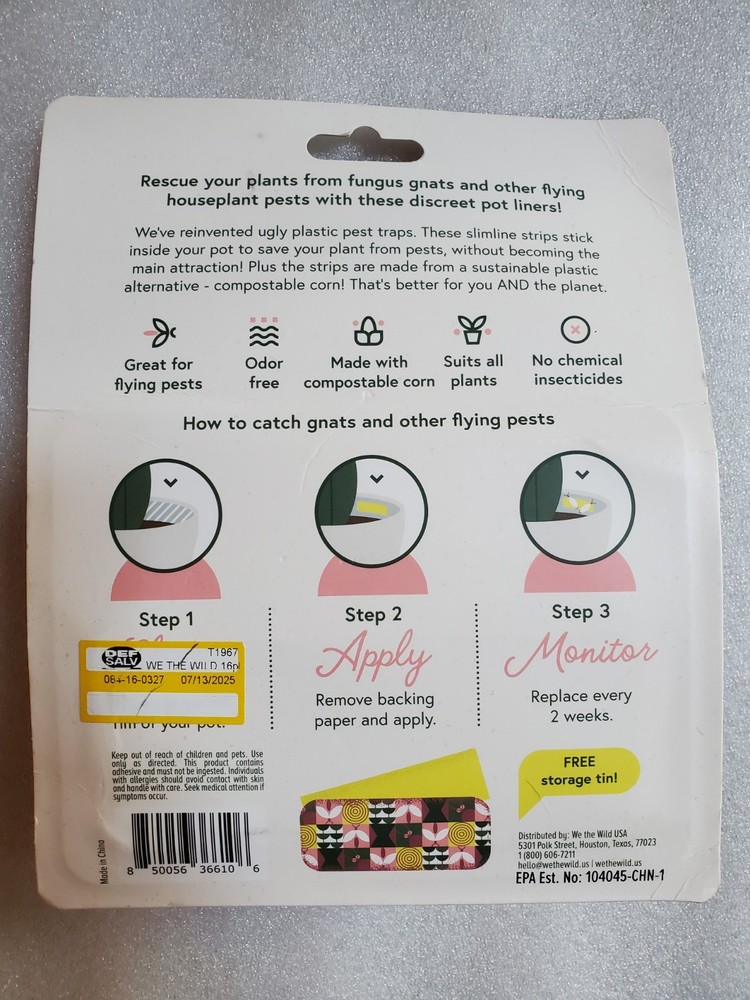 Rescue your plants from fungus gnats and other flying
houseplant pests with these discreet pot liners!
We've reinvented ugly plastic pest traps. These slimline strips stick
inside your pot to save your plant from pests, without becoming the
main attraction! Plus the strips are made from a sustainable plastic
alternative - compostable corn! That's better for you AND the planet.
Great for
flying pests
Odor
free
Made with
compostable corn
Suits all
plants
No chemical
insecticides
How to catch gnats and other flying pests
Step 1
DEF
SALV
T1967
WE THE WILD 16pl
084-16-0327 07/13/2025
rim of your pot.
Step 2
Apply
Remove backing
paper and apply.
Step 3
Monitor
Replace every
2 weeks.
Keep out of reach of children and pets. Use
only as directed. This product contains
adhesive and must not be ingested. Individuals
with allergies should avoid contact with skin
and handle with care. Seek medical attention if
symptoms occur.
Made in China
8 50056 36610 6
FREE
storage tin!
Distributed by: We the Wild USA
5301 Polk Street, Houston, Texas, 77023
1 (800) 606-7211
hello@wethewild.us | wethewild.us
EPA Est. No: 104045-CHN-1